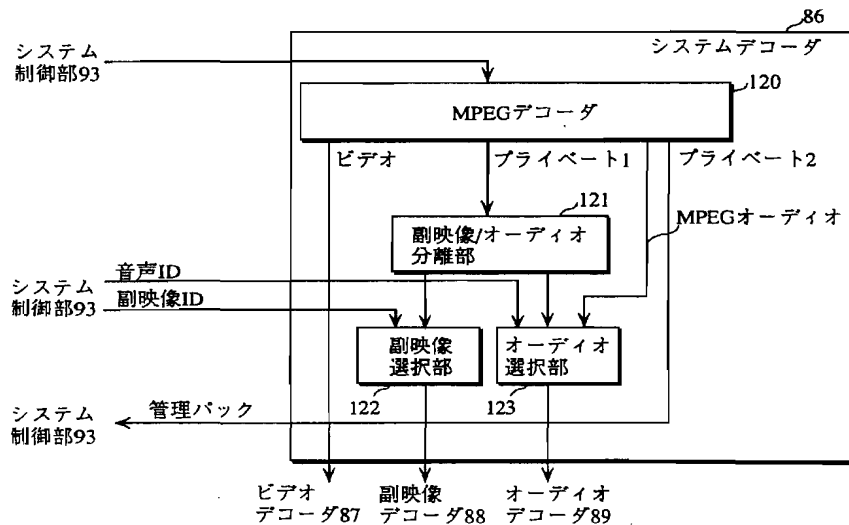 86
システムデコーダ
システム
制御部93
120
MPEGデコーダ
ビデオ
プライベート1
プライベート2
121
副映像/オーディオ
分離部
MPEGオーディオ
音声ID
システム
制御部93
副映像ID
副映像
選択部
オーディオ
選択部
122
123
システム
制御部93
管理パック
ビデオ
デコーダ87
副映像
デコーダ88
オーディオ
デコーダ89